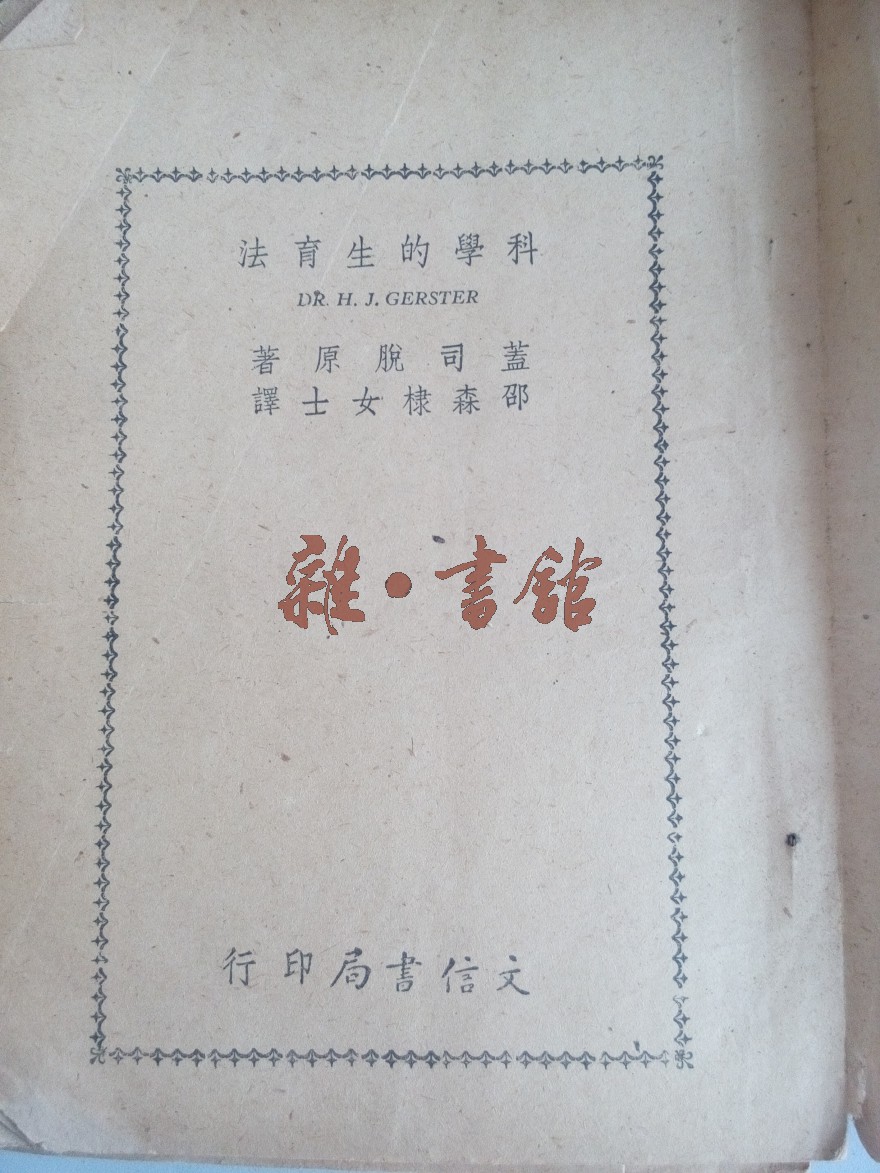 科學的生育法
DR. H. J. GERSTER
蓋司脫原著
邵森棣女士譯
雜·書館
文信書局印行